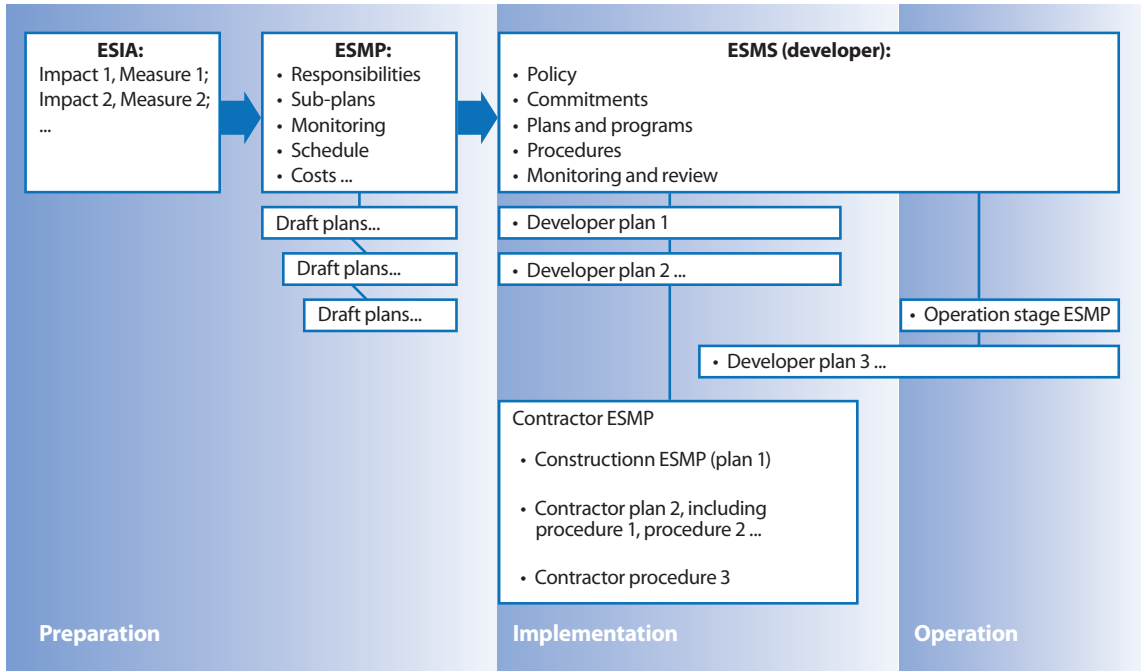 ESIA:
Impact 1, Measure 1;
Impact 2, Measure 2;
...
ESMP:
• Responsibilities
• Sub-plans
• Monitoring
• Schedule
• Costs ...
Draft plans...
Draft plans...
Draft plans...
ESMS (developer):
• Policy
• Commitments
• Plans and programs
• Procedures
• Monitoring and review
• Developer plan 1
• Developer plan 2 ...
• Operation stage ESMP
• Developer plan 3 ...
Contractor ESMP
• Constructionn ESMP (plan 1)
• Contractor plan 2, including
procedure 1, procedure 2 ...
• Contractor procedure 3
Preparation
Implementation
Operation